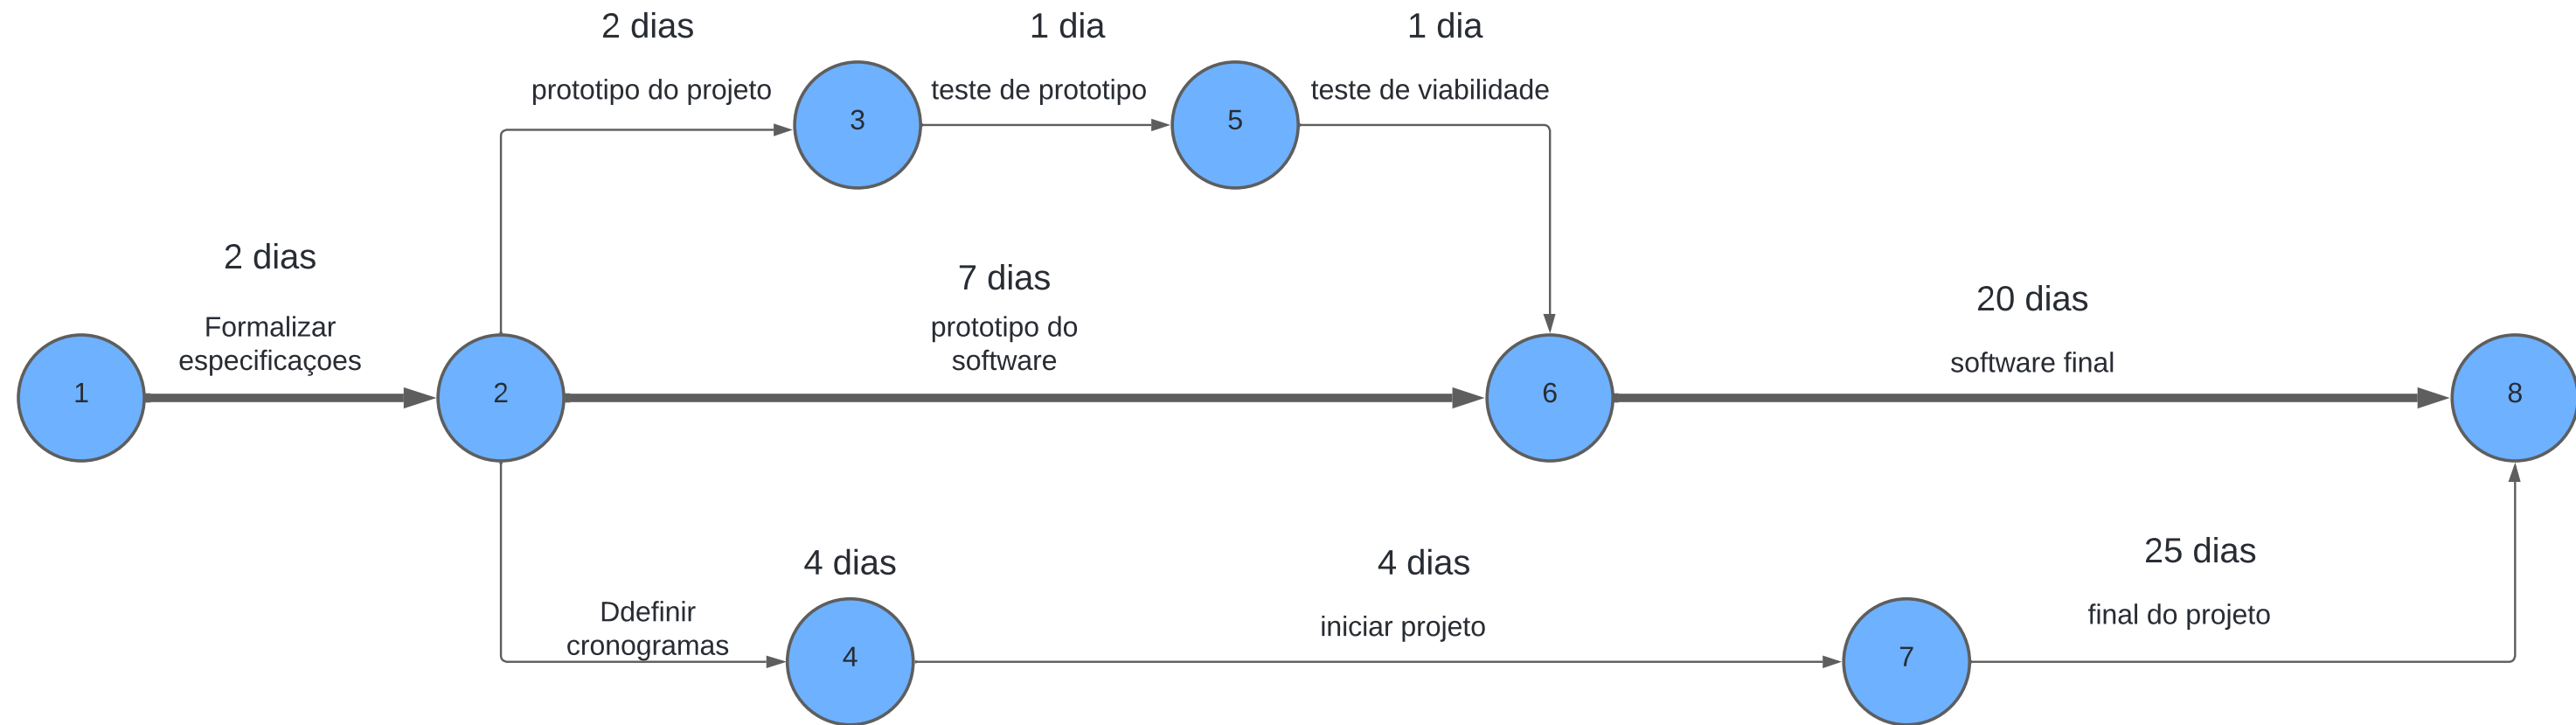 2 dias
1 dia
1 dia
prototipo do projeto
teste de prototipo
teste de viabilidade
3
5
2 dias
Formalizar
especificaçoes
7 dias
prototipo do
software
20 dias
software final
1
2
6
8
4 dias
4 dias
25 dias
Ddefinir
cronogramas
iniciar projeto
final do projeto
4
7